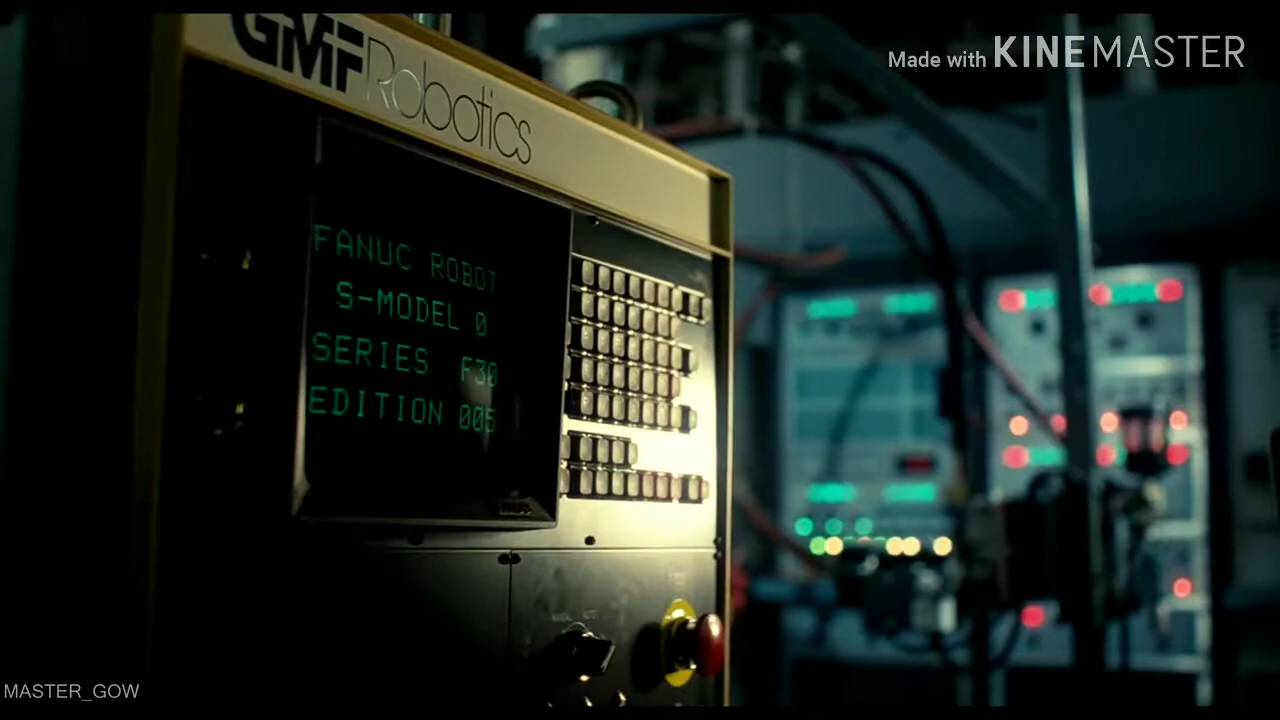 GMFRobotics
Made with KINEMASTER
FANUC ROBOT
S-MODEL 0
SERIES F30
EDITION 005
MASTER_GOW